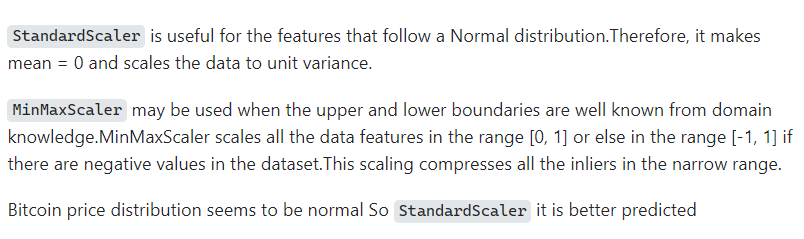 StandardScaler is useful for the features that follow a Normal distribution.Therefore, it makes
mean = 0 and scales the data to unit variance.
MinMaxScaler may be used when the upper and lower boundaries are well known from domain
knowledge.MinMaxScaler scales all the data features in the range [0, 1] or else in the range [-1, 1] if
there are negative values in the dataset.This scaling compresses all the inliers in the narrow range.
Bitcoin price distribution seems to be normal So StandardScaler it is better predicted